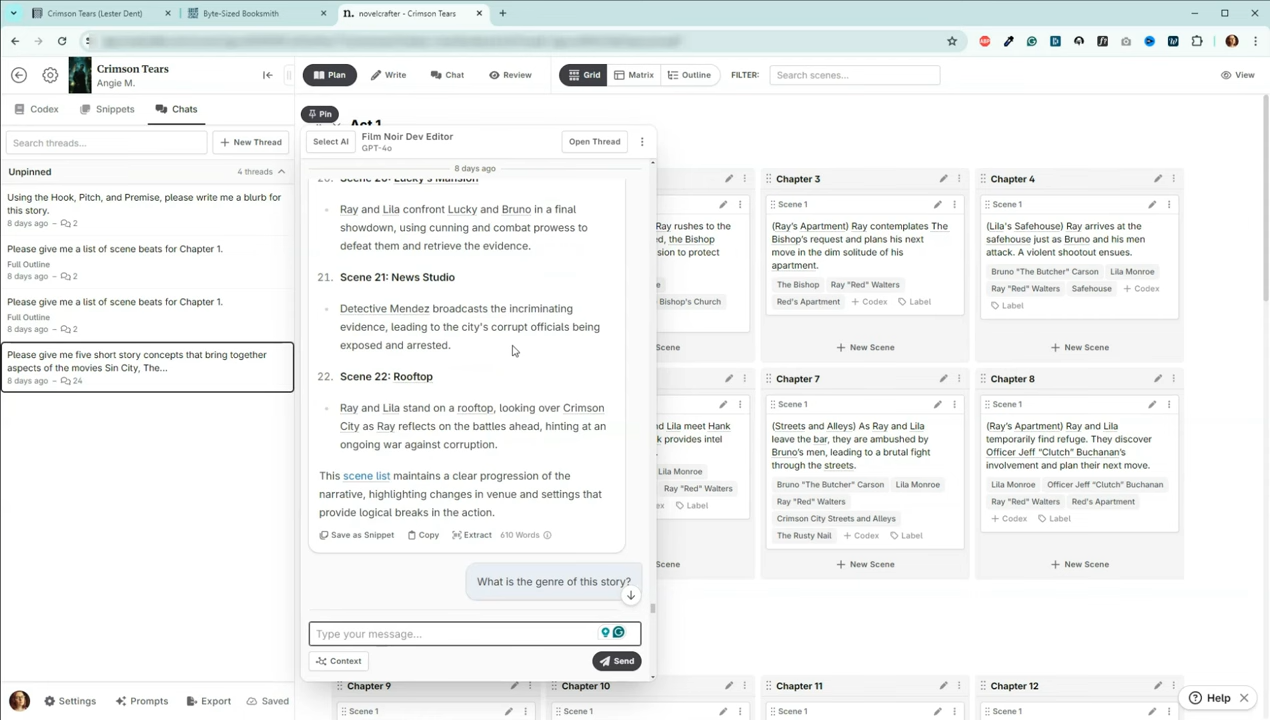 Crimson Tears (Lester Dent)
Byte-Sized Booksmith
novelcrafter - Crimson Tears
Crimson Tears
Angie M.
Plan
Write
Chat
Review
Grid
Matrix
Outline
FILTER:
Search scenes...
View
Codex
Snippets
Chats
Search threads...
New Thread
Unpinned
4 threads
Using the Hook, Pitch, and Premise, please write me a blurb for
this story.
8 days ago – 2
Please give me a list of scene beats for Chapter 1.
Full Outline
8 days ago – 2
Please give me a list of scene beats for Chapter 1.
Full Outline
8 days ago – 2
Please give me five short story concepts that bring together
aspects of the movies Sin City, The...
8 days ago – 24
Settings
Prompts
Export
Saved
Pin
Act 1
Select AI
Film Noir Dev Editor
GPT-4o
Open Thread
8 days ago
Scene 20: Lucky's Mansion
Ray and Lila confront Lucky and Bruno in a final
showdown, using cunning and combat prowess to
defeat them and retrieve the evidence.
21. Scene 21: News Studio
Detective Mendez broadcasts the incriminating
evidence, leading to the city's corrupt officials being
exposed and arrested.
22. Scene 22: Rooftop
Ray and Lila stand on a rooftop, looking over Crimson
City as Ray reflects on the battles ahead, hinting at an
ongoing war against corruption.
This scene list maintains a clear progression of the
narrative, highlighting changes in venue and settings that
provide logical breaks in the action.
Save as Snippet
Copy
Extract
610 Words
What is the genre of this story?
Type your message...
Context
Send
Ray rushes to the
d, the Bishop
sion to protect
Bishop's Church
Scene
Chapter 3
Scene 1
(Ray's Apartment) Ray contemplates The
Bishop's request and plans his next
move in the dim solitude of his
apartment.
The Bishop
Ray "Red" Walters
Red's Apartment
+ Codex
Label
+ New Scene
Chapter 4
Scene 1
(Lila's Safehouse) Ray arrives at the
safehouse just as Bruno and his men
attack. A violent shootout ensues.
Bruno "The Butcher" Carson
Lila Monroe
Ray "Red" Walters
Safehouse
+ Codex
Label
+ New Scene
nd Lila meet Hank
k provides intel
Lila Monroe
Ray "Red" Walters
Label
Scene
Chapter 7
Scene 1
(Streets and Alleys) As Ray and Lila
leave the bar, they are ambushed by
Bruno's men, leading to a brutal fight
through the streets.
Bruno "The Butcher" Carson
Lila Monroe
Ray "Red" Walters
Crimson City Streets and Alleys
The Rusty Nail
+ Codex
Label
+ New Scene
Chapter 8
Scene 1
(Ray's Apartment) Ray and Lila
temporarily find refuge. They discover
Officer Jeff "Clutch" Buchanan's
involvement and plan their next move.
Lila Monroe
Officer Jeff "Clutch" Buchanan
Ray "Red" Walters
Red's Apartment
+ Codex
Label
+ New Scene
Chapter 9
Scene 1
Chapter 10
Scene 1
Chapter 11
Scene 1
Chapter 12
Scene 1
Help